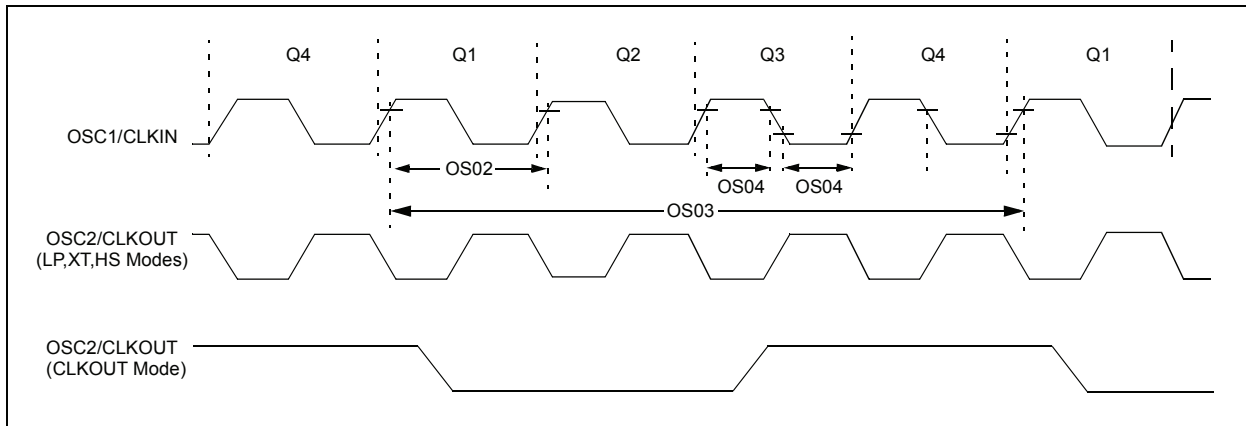 Q4 Q1 Q2 Q3 Q4 Q1
OSC1/CLKIN
OS02
OS04 OS04
OS03
OSC2/CLKOUT
(LP,XT,HS Modes)
OSC2/CLKOUT
(CLKOUT Mode)